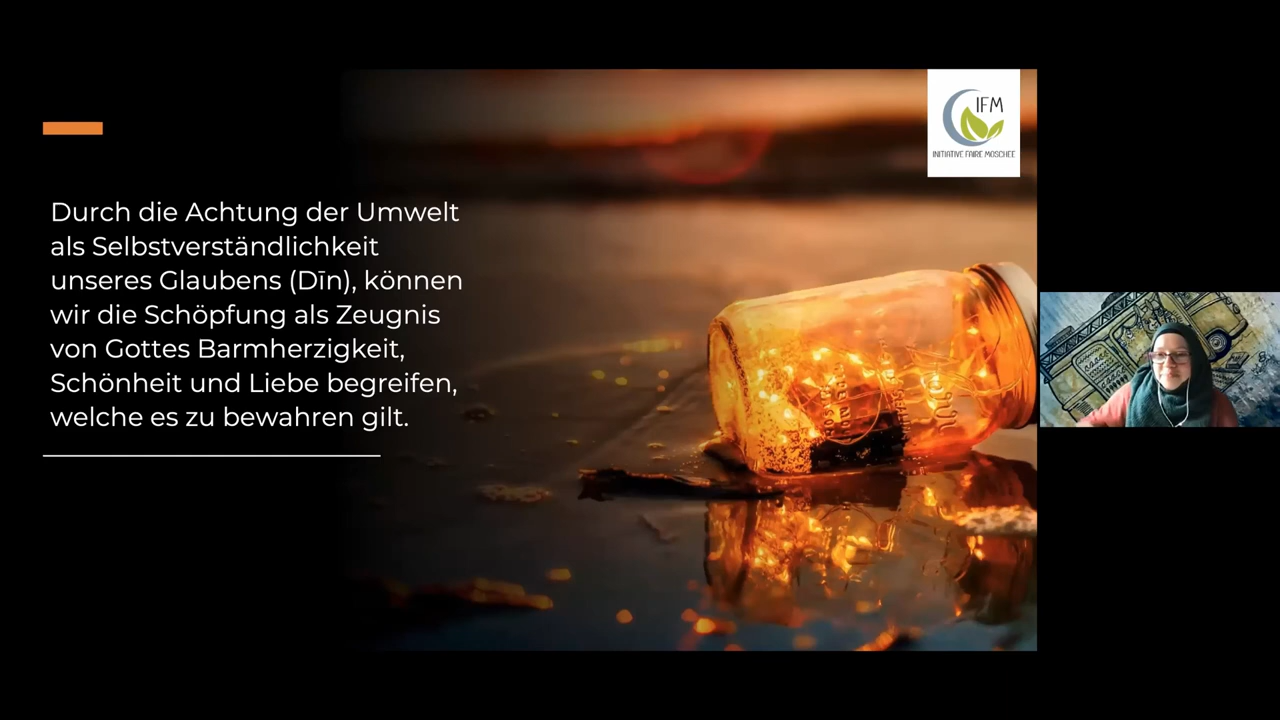 Durch die Achtung der Umwelt
als Selbstverständlichkeit
unseres Glaubens (Dīn), können
wir die Schöpfung als Zeugnis
von Gottes Barmherzigkeit,
Schönheit und Liebe begreifen,
welche es zu bewahren gilt.
IFM
INITIATIVE FAIRE MOSCHEE